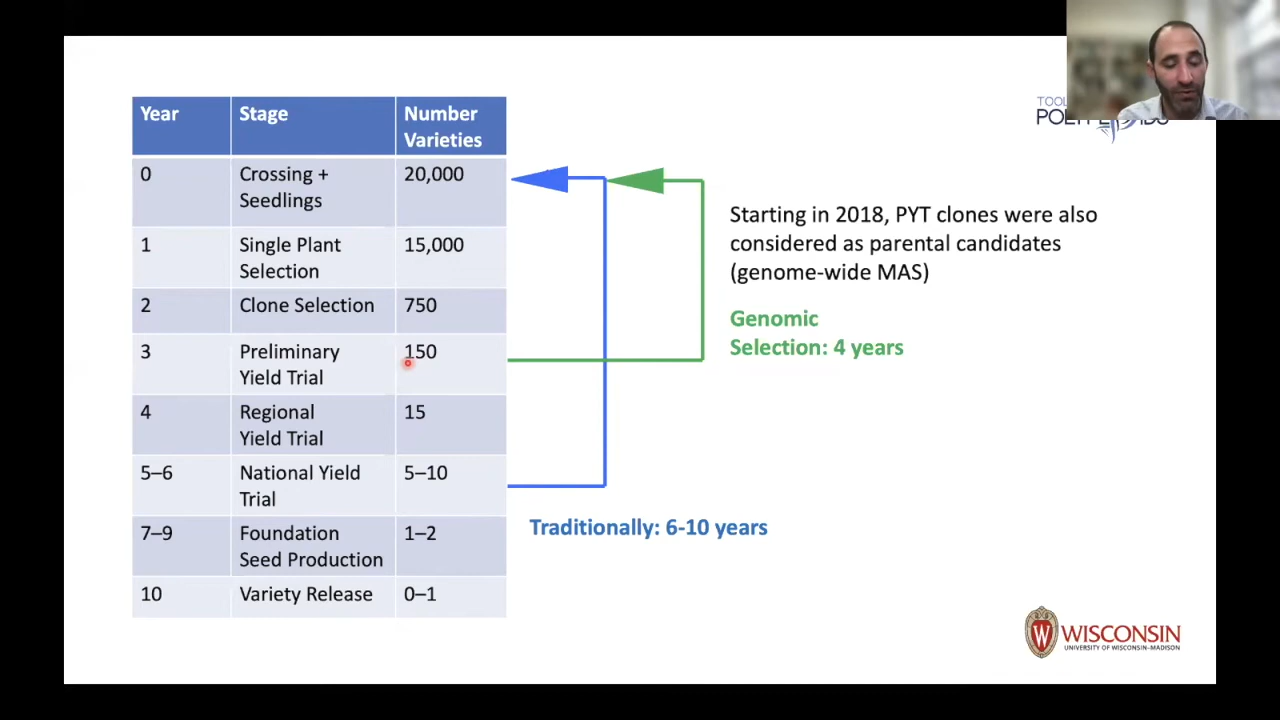 Year Stage Number
Varieties
0 Crossing + 20,000
Seedlings
1 Single Plant 15,000
Selection
2 Clone Selection 750
3 Preliminary 150
Yield Trial
4 Regional 15
Yield Trial
5–6 National Yield 5–10
Trial
7–9 Foundation 1–2
Seed Production
10 Variety Release 0–1
TOOL
Starting in 2018, PYT clones were also
considered as parental candidates
(genome-wide MAS)
Genomic
Selection: 4 years
Traditionally: 6-10 years
W
WISCONSIN
UNIVERSITY OF WISCONSIN–MADISON